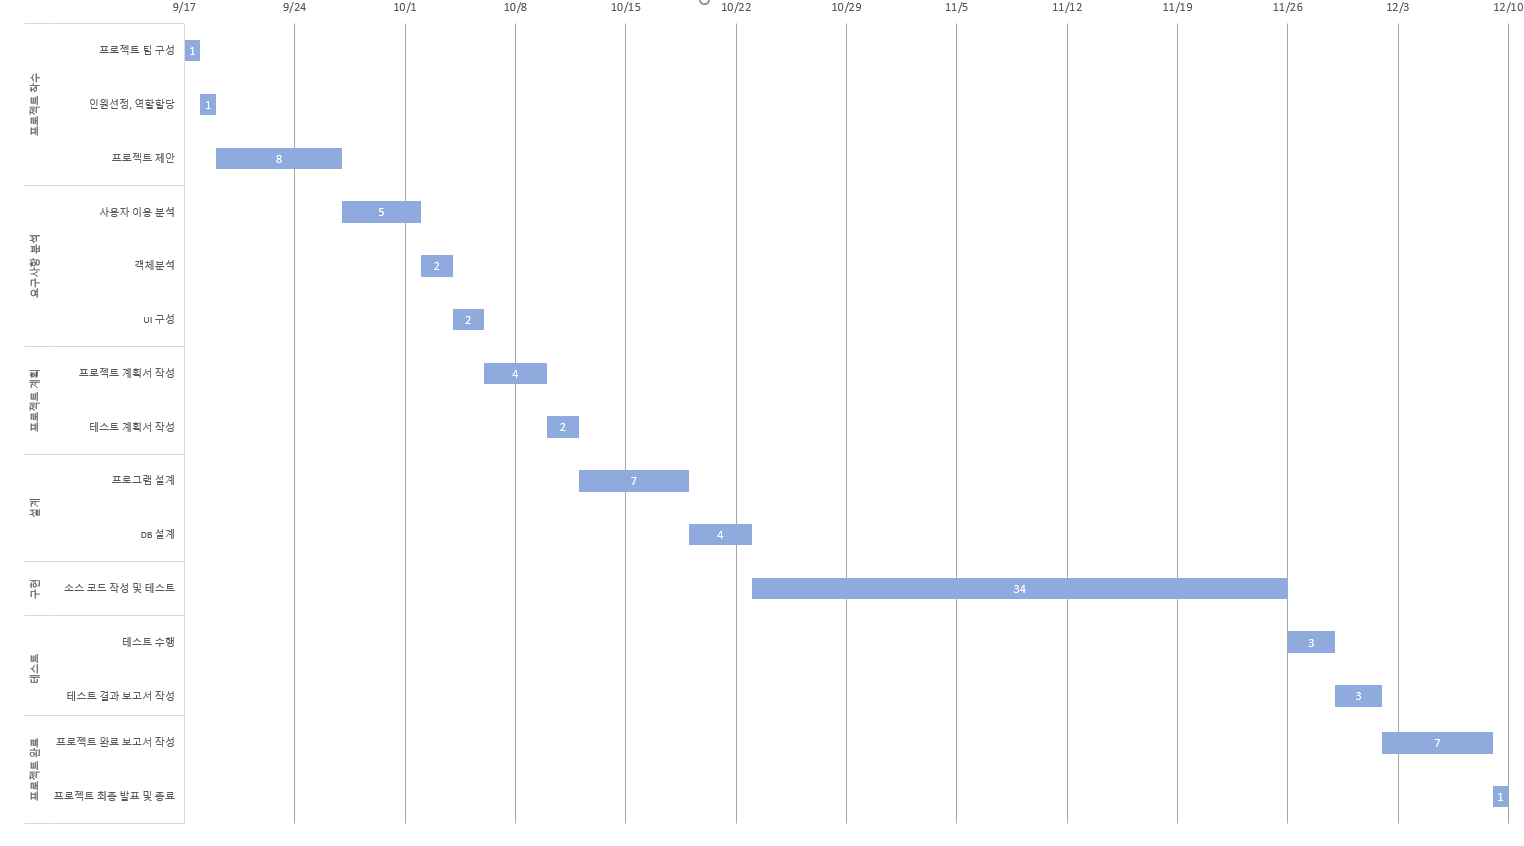 9/17 9/24 10/1 10/8 10/15 10/22 10/29 11/5 11/12 11/19 11/26 12/3 12/10
프로젝트 착수
프로젝트 팀 구성 1
인원선정, 역할할당 1
프로젝트 제안 8
요구사항 분석
사용자 이용 분석 5
객체분석 2
UI 구성 2
프로젝트 계획
프로젝트 계획서 작성 4
테스트 계획서 작성 2
설계
프로그램 설계 7
DB 설계 4
구현
소스 코드 작성 및 테스트 34
테스트
테스트 수행 3
테스트 결과 보고서 작성 3
프로젝트 완료
프로젝트 완료 보고서 작성 7
프로젝트 최종 발표 및 종료 1